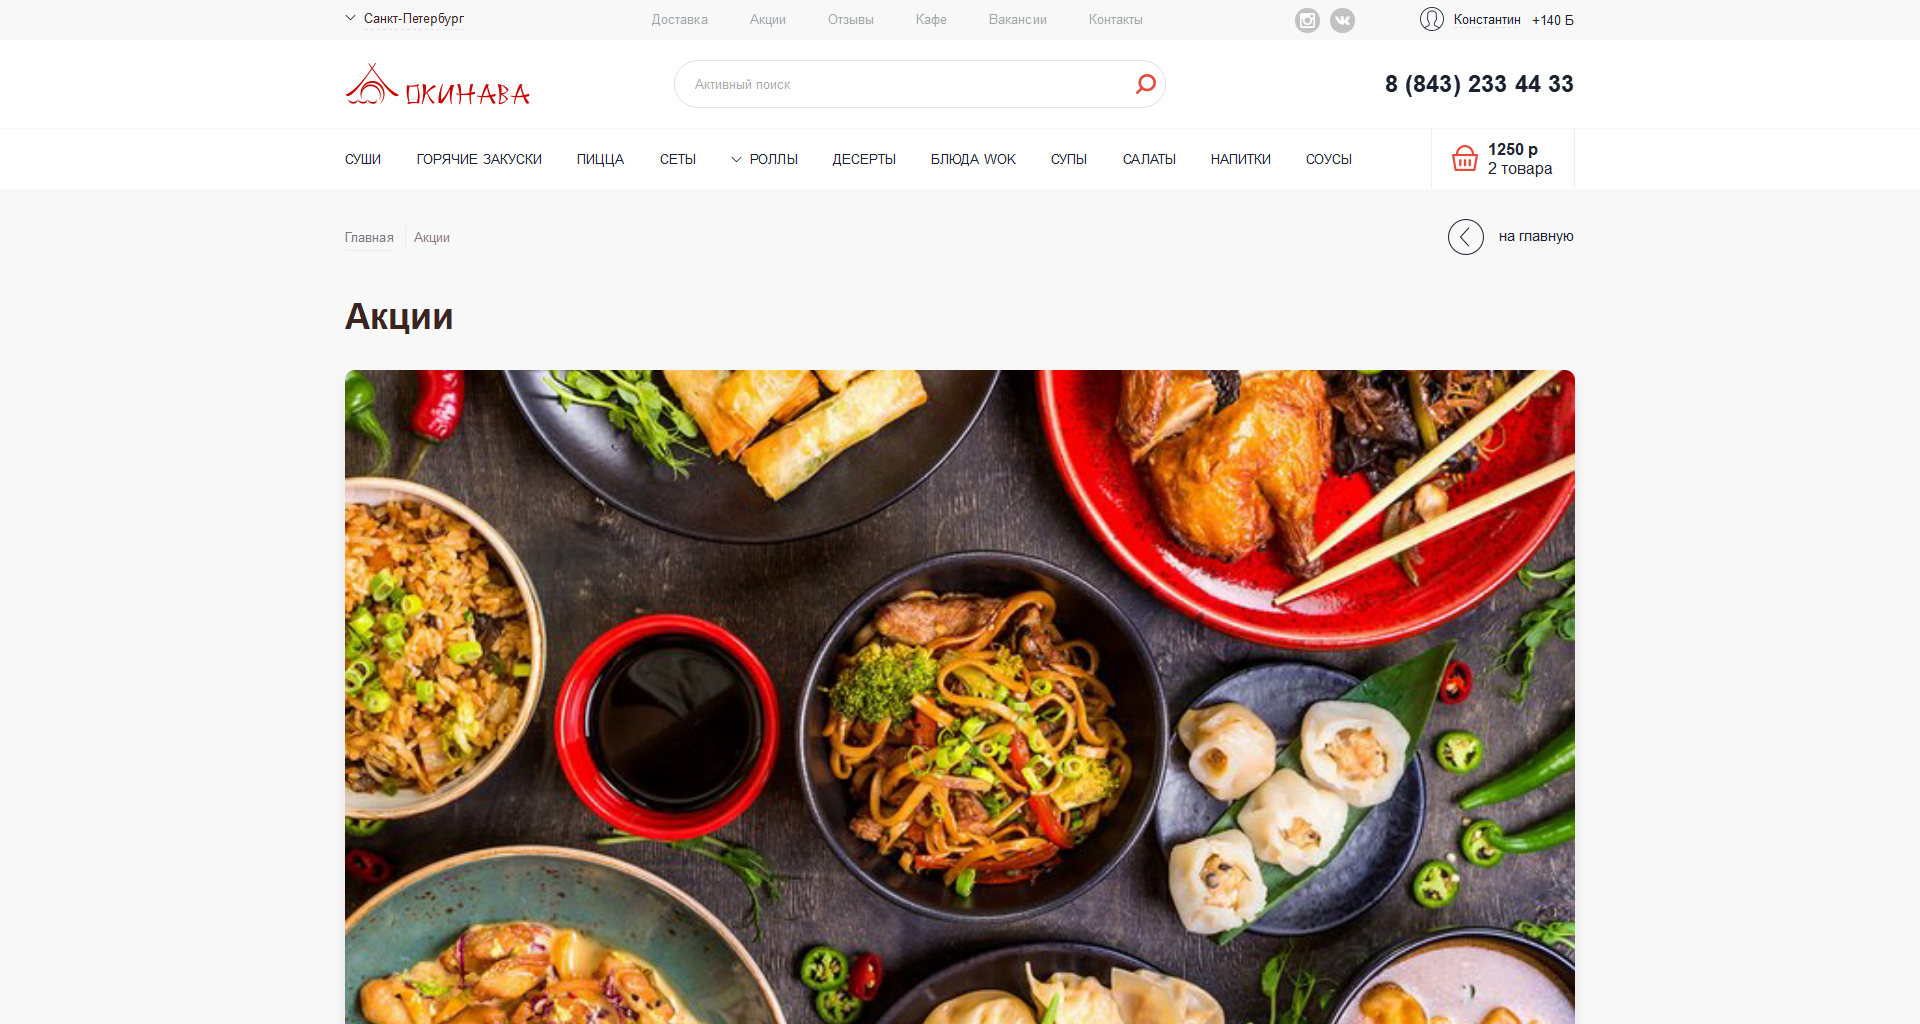 Санкт-Петербург
Доставка
Акции
Отзывы
Кафе
Вакансии
Контакты
Константин
+140 Б
ОКИНАВА
Активный поиск
8 (843) 233 44 33
СУШИ
ГОРЯЧИЕ ЗАКУСКИ
ПИЦЦА
СЕТЫ
РОЛЛЫ
ДЕСЕРТЫ
БЛЮДА WOK
СУПЫ
САЛАТЫ
НАПИТКИ
СОУСЫ
1250 р
2 товара
Главная
Акции
на главную
Акции